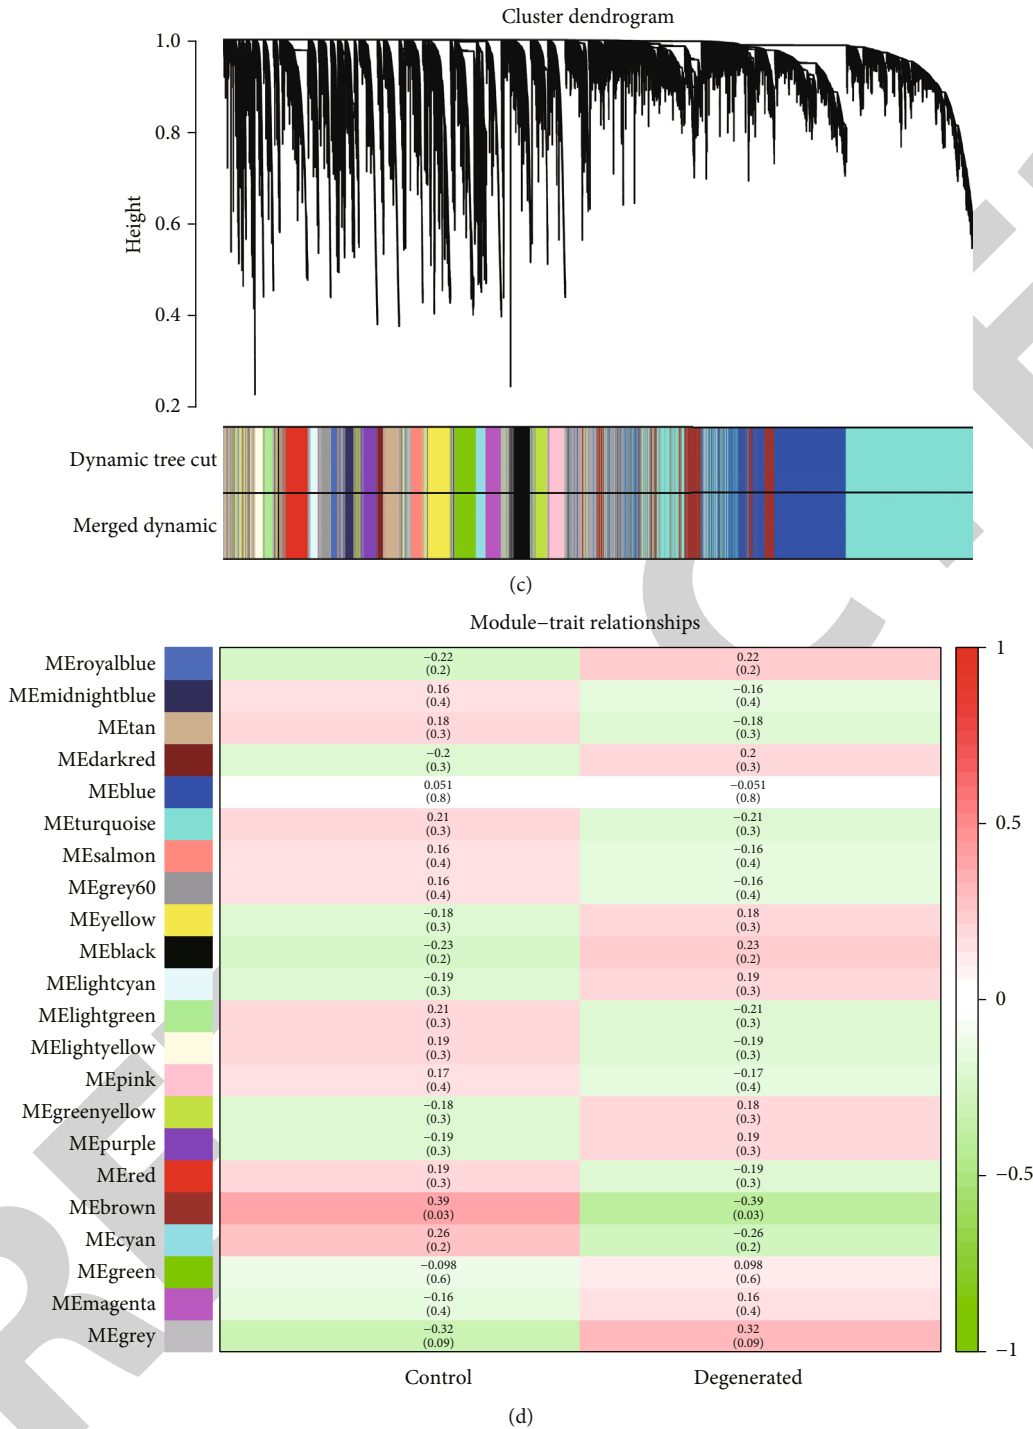 Cluster dendrogram
1.0
0.8
0.6
0.4
0.2
Height
Dynamic tree cut
Merged dynamic
(c)
Module−trait relationships
MEroyalblue −0.22 0.22
(0.2) (0.2)
MEmidnightblue 0.16 −0.16
(0.4) (0.4)
MEtan 0.18 −0.18
(0.3) (0.3)
MEdarkred −0.2 0.2
(0.3) (0.3)
MEblue 0.051 −0.051
(0.8) (0.8)
MEturquoise 0.21 −0.21
(0.3) (0.3)
MEsalmon 0.16 −0.16
(0.4) (0.4)
MEgrey60 0.16 −0.16
(0.4) (0.4)
MEyellow −0.18 0.18
(0.3) (0.3)
MEblack −0.23 0.23
(0.2) (0.2)
MElightcyan −0.19 0.19
(0.3) (0.3)
MElightgreen 0.21 −0.21
(0.3) (0.3)
MElightyellow 0.19 −0.19
(0.3) (0.3)
MEpink 0.17 −0.17
(0.4) (0.4)
MEgreenyellow −0.18 0.18
(0.3) (0.3)
MEpurple −0.19 0.19
(0.3) (0.3)
MEred 0.19 −0.19
(0.3) (0.3)
MEbrown 0.39 −0.39
(0.03) (0.03)
MEcyan 0.26 −0.26
(0.2) (0.2)
MEgreen −0.098 0.098
(0.6) (0.6)
MEmagenta −0.16 0.16
(0.4) (0.4)
MEgrey −0.32 0.32
(0.09) (0.09)
1
0.5
0
−0.5
−1
Control Degenerated
(d)